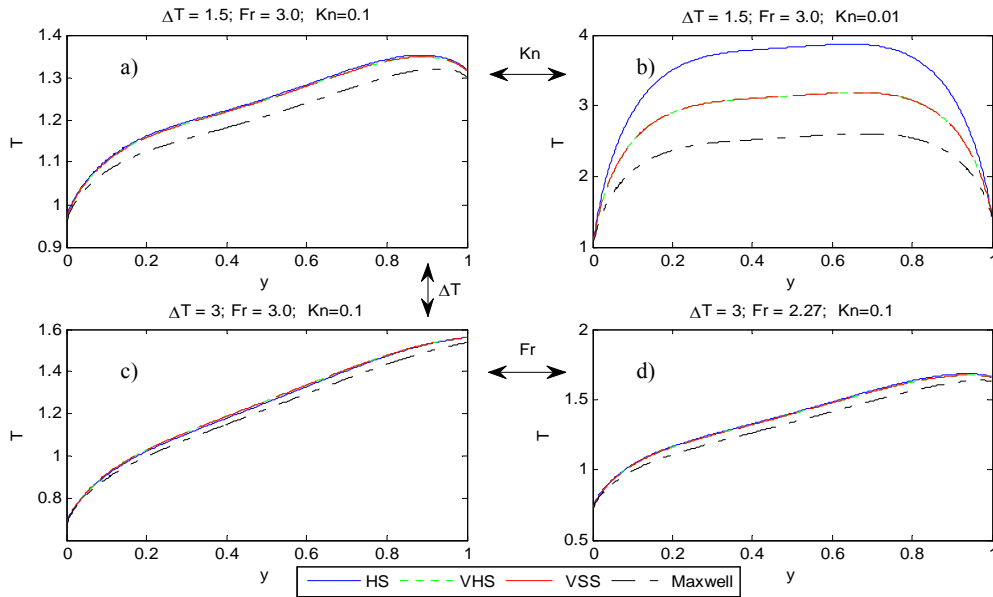 ΔT = 1.5; Fr = 3.0; Kn=0.1
a)
T
1.4
1.3
1.2
1.1
1
0.9
0 0.2 0.4 0.6 0.8 1
y
Kn
ΔT = 1.5; Fr = 3.0; Kn=0.01
b)
T
4
3
2
1
0 0.2 0.4 0.6 0.8 1
y
ΔT
ΔT = 3; Fr = 3.0; Kn=0.1
c)
T
1.6
1.4
1.2
1
0.8
0 0.2 0.4 0.6 0.8 1
y
Fr
ΔT = 3; Fr = 2.27; Kn=0.1
d)
T
2
1.5
1
0.5
0 0.2 0.4 0.6 0.8 1
y
HS VHS VSS Maxwell